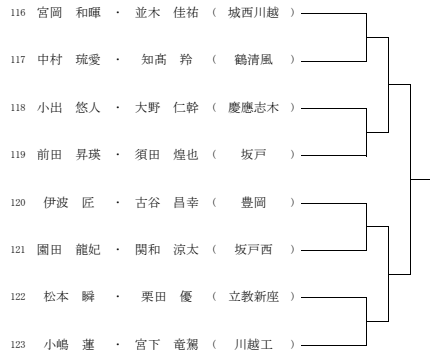 116 宮岡 和暉 ・ 並木 佳祐 ( 城西川越 )
117 中村 琉愛 ・ 知髙 羚 ( 鶴清風 )
118 小出 悠人 ・ 大野 仁幹 ( 慶應志木 )
119 前田 昇瑛 ・ 須田 煌也 ( 坂戸 )
120 伊波 匠 ・ 古谷 昌幸 ( 豊岡 )
121 園田 龍妃 ・ 関和 涼太 ( 坂戸西 )
122 松本 瞬 ・ 栗田 優 ( 立教新座 )
123 小嶋 蓮 ・ 宮下 竜駕 ( 川越工 )